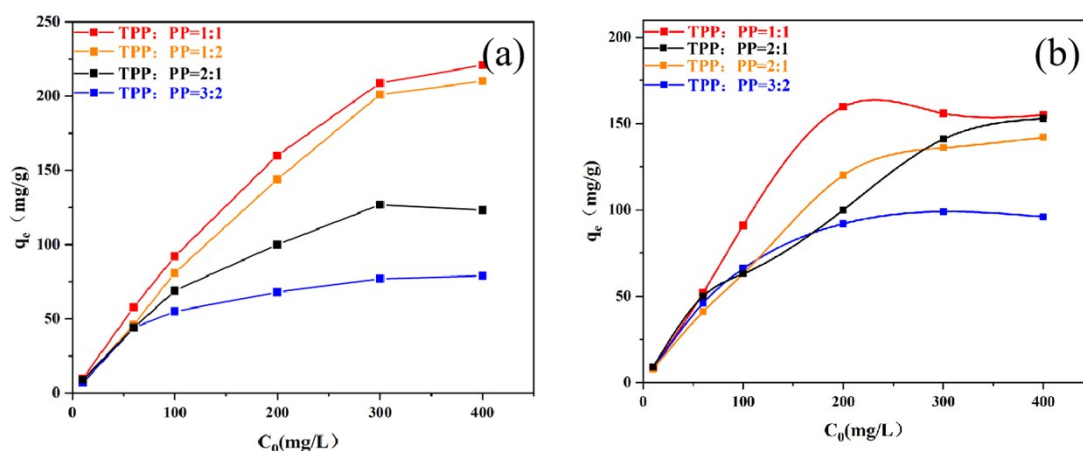 (a)
TPP：PP=1:1
TPP：PP=1:2
TPP：PP=2:1
TPP：PP=3:2
250
200
150
100
50
0
qe（mg/g）
0 100 200 300 400
C0(mg/L）
(b)
TPP：PP=1:1
TPP：PP=2:1
TPP：PP=2:1
TPP：PP=3:2
200
150
100
50
0
qe（mg/g）
0 100 200 300 400
C0(mg/L）